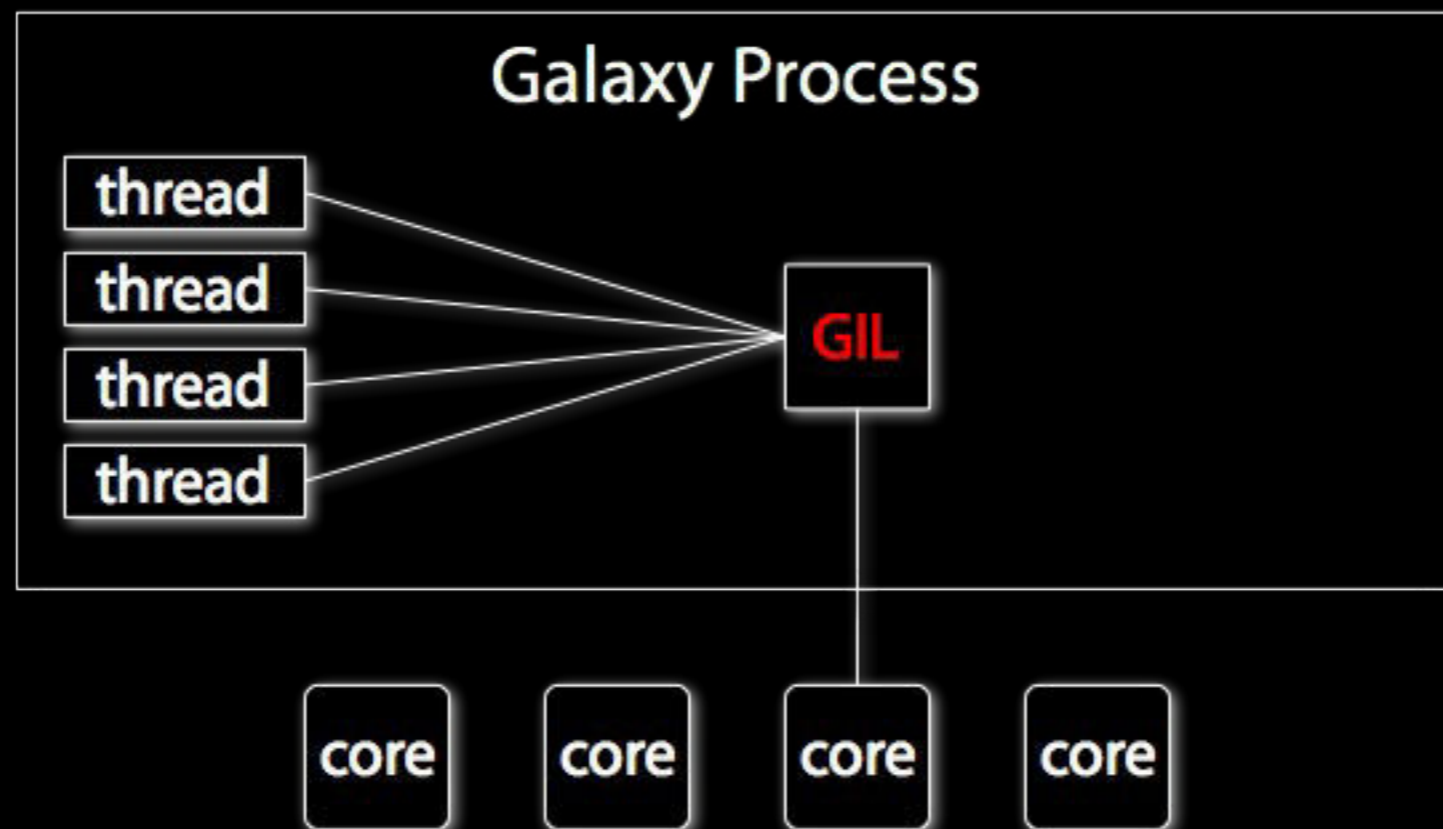 Galaxy Process
thread
thread
GIL
thread
thread
core core core core